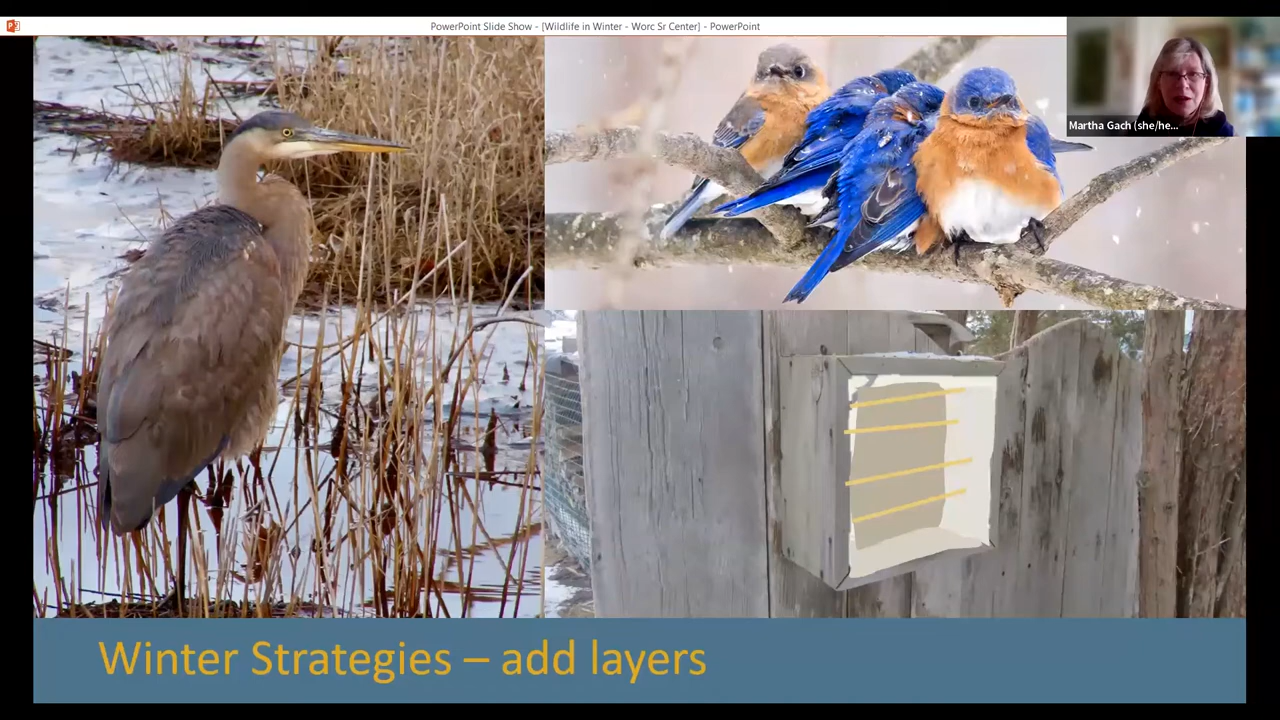 PowerPoint Slide Show - [Wildlife in Winter - Worc Sr Center] - PowerPoint
Martha Gach (she/he...
Winter Strategies – add layers